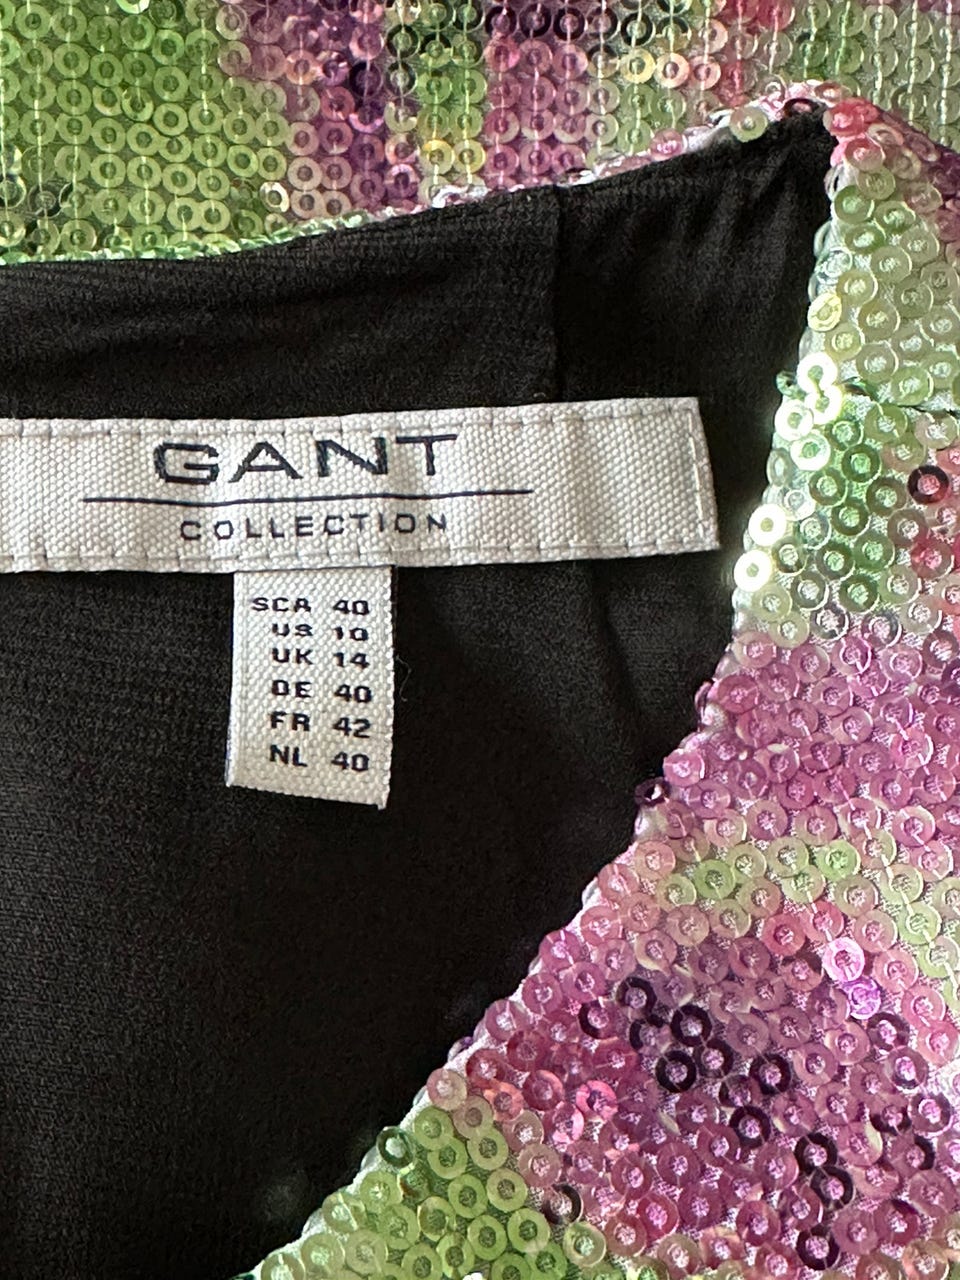 GANT
COLLECTION
SCA 40
US 10
UK 14
DE 40
FR 42
NL 40